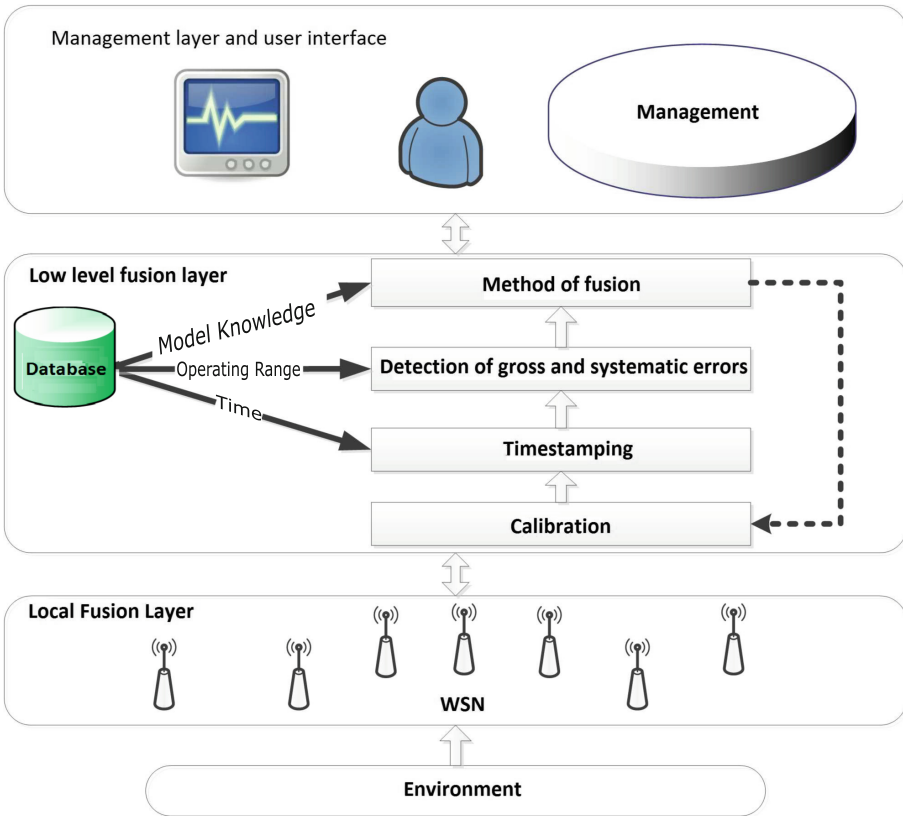 Management layer and user interface
Management
Low level fusion layer
Method of fusion
Model Knowledge
Database
Operating Range
Detection of gross and systematic errors
Time
Timestamping
Calibration
Local Fusion Layer
WSN
Environment